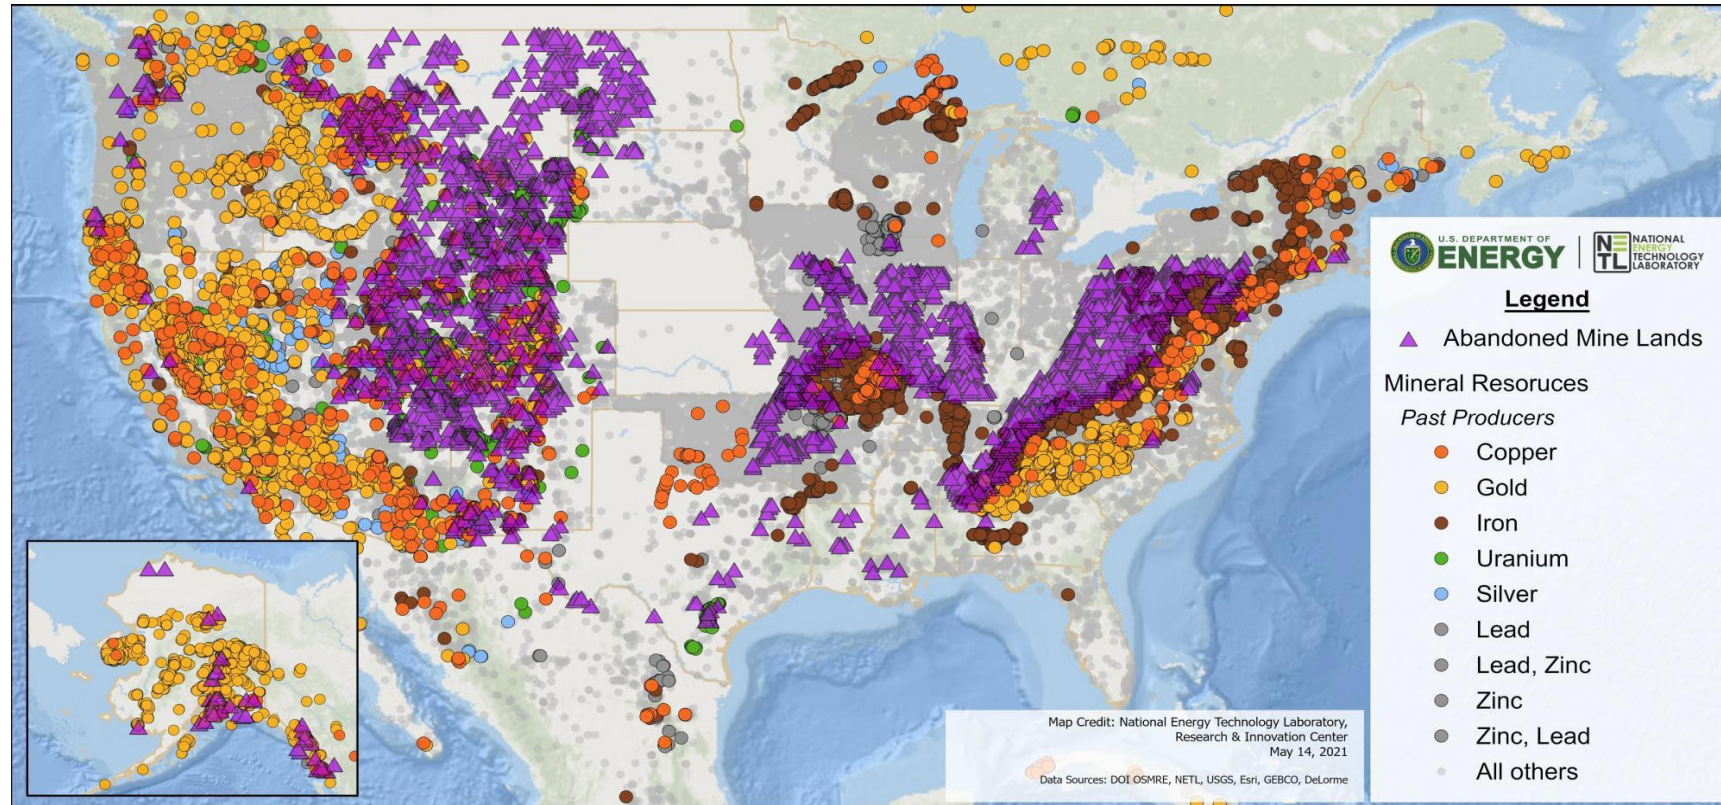 U.S. DEPARTMENT OF
ENERGY
NE
TL
NATIONAL
ENERGY
TECHNOLOGY
LABORATORY
Legend
Abandoned Mine Lands
Mineral Resoruces
Past Producers
Copper
Gold
Iron
Uranium
Silver
Lead
Lead, Zinc
Zinc
Zinc, Lead
All others
Map Credit: National Energy Technology Laboratory,
Research & Innovation Center
May 14, 2021
Data Sources: DOI OSMRE, NETL, USGS, Esri, GEBCO, DeLorme